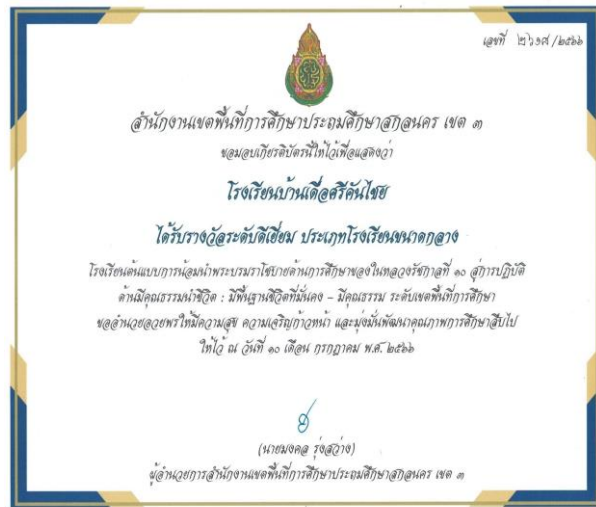 เลขที่ ๒๖๑๘/๒๕๖๖
สำนักงานเขตพื้นที่การศึกษาประถมศึกษาสกลนคร เขต ๓
ขอมอบเกียรติบัตรนี้ให้ไว้เพื่อแสดงว่า
โรงเรียนบ้านเดื่อศรีคันไชย
ได้รับรางวัลระดับดีเยี่ยม ประเภทโรงเรียนขนาดกลาง
โรงเรียนต้นแบบการน้อมนำพระบรมราโชบายด้านการศึกษาของในหลวงรัชกาลที่ ๑๐ สู่การปฏิบัติ
ด้านมีคุณธรรมนำชีวิต : มีพื้นฐานชีวิตที่มั่นคง – มีคุณธรรม ระดับเขตพื้นที่การศึกษา
ขออำนวยอวยพรให้มีความสุข ความเจริญก้าวหน้า และมุ่งมั่นพัฒนาคุณภาพการศึกษาสืบไป
ให้ไว้ ณ วันที่ ๑๐ เดือน กรกฎาคม พ.ศ. ๒๕๖๖
(นายมงคล รุ่งสว่าง)
ผู้อำนวยการสำนักงานเขตพื้นที่การศึกษาประถมศึกษาสกลนคร เขต ๓